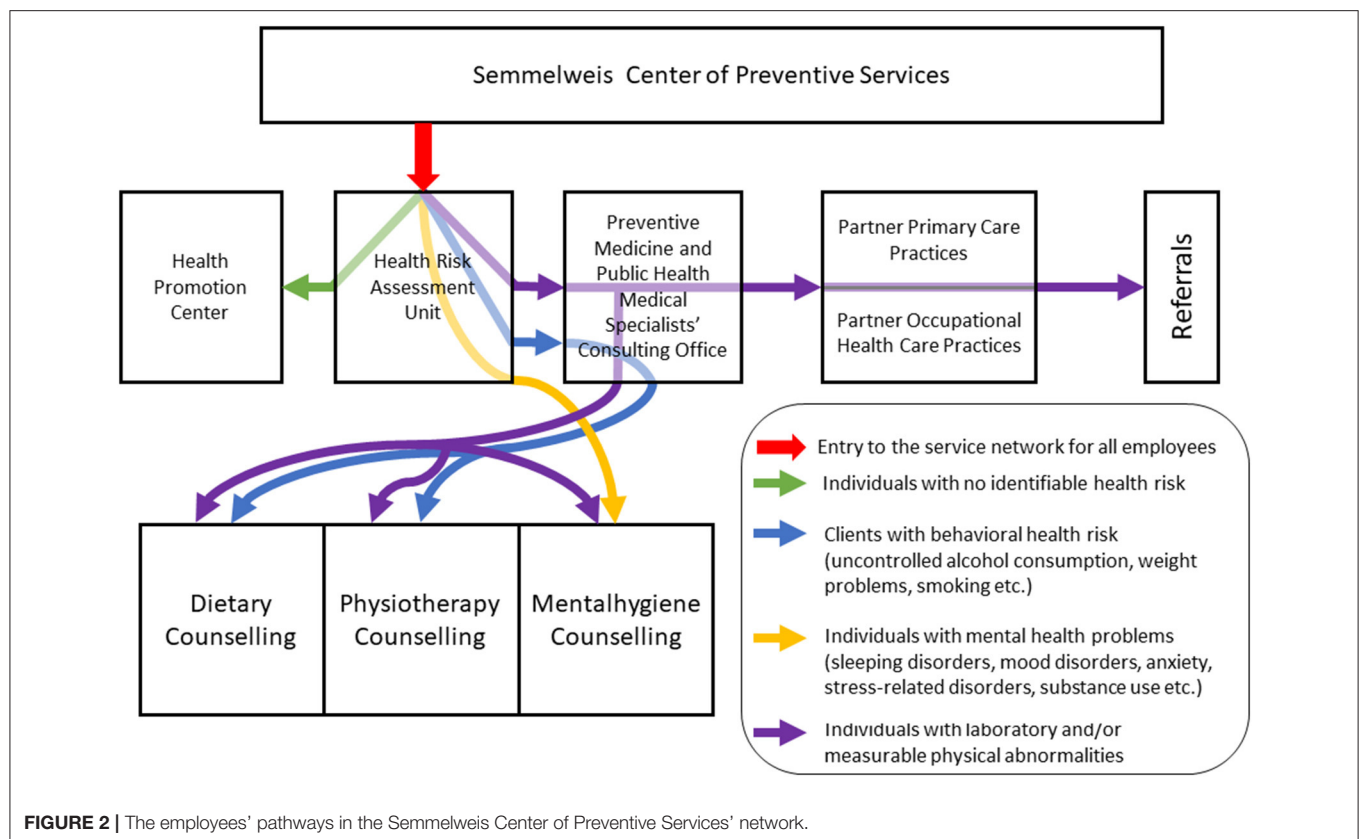 Semmelweis Center of Preventive Services
Health
Promotion
Center
Health Risk
Assessment
Unit
Preventive
Medicine and
Public Health
Medical
Specialists'
Consulting Office
Partner Primary Care
Practices
Partner Occupational
Health Care Practices
Referrals
Dietary
Counselling
Physiotherapy
Counselling
Mentalhygiene
Counselling
Entry to the service network for all employees
Individuals with no identifiable health risk
Clients with behavioral health risk
(uncontrolled alcohol consumption, weight
problems, smoking etc.)
Individuals with mental health problems
(sleeping disorders, mood disorders, anxiety,
stress-related disorders, substance use etc.)
Individuals with laboratory and/or
measurable physical abnormalities
FIGURE 2 | The employees' pathways in the Semmelweis Center of Preventive Services' network.